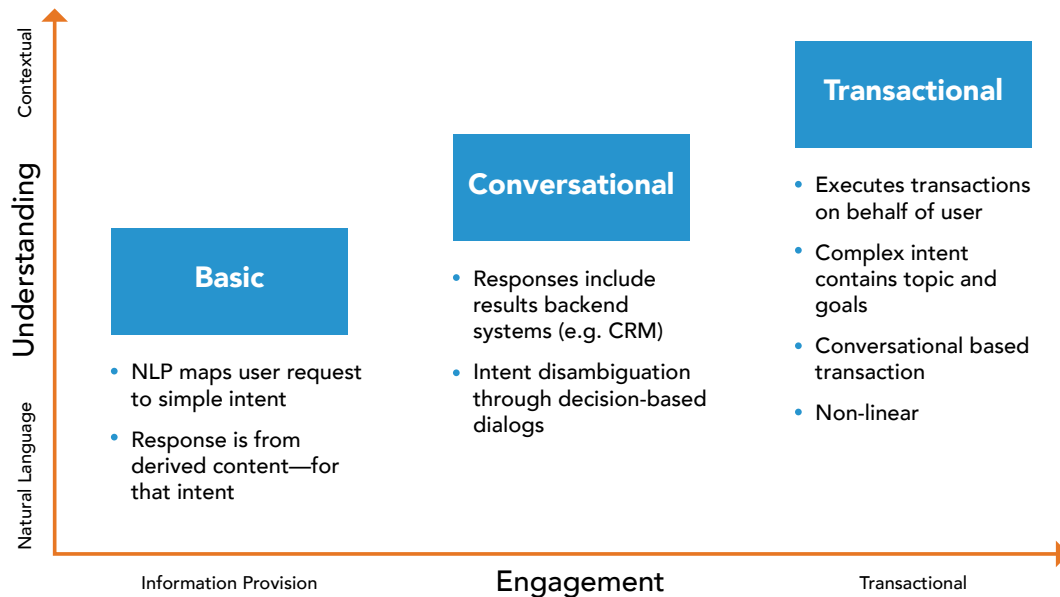 Contextual
Understanding
Natural Language
Basic
• NLP maps user request
to simple intent
• Response is from
derived content—for
that intent
Conversational
• Responses include
results backend
systems (e.g. CRM)
• Intent disambiguation
through decision-based
dialogs
Transactional
• Executes transactions
on behalf of user
• Complex intent
contains topic and
goals
• Conversational based
transaction
• Non-linear
Information Provision
Engagement
Transactional